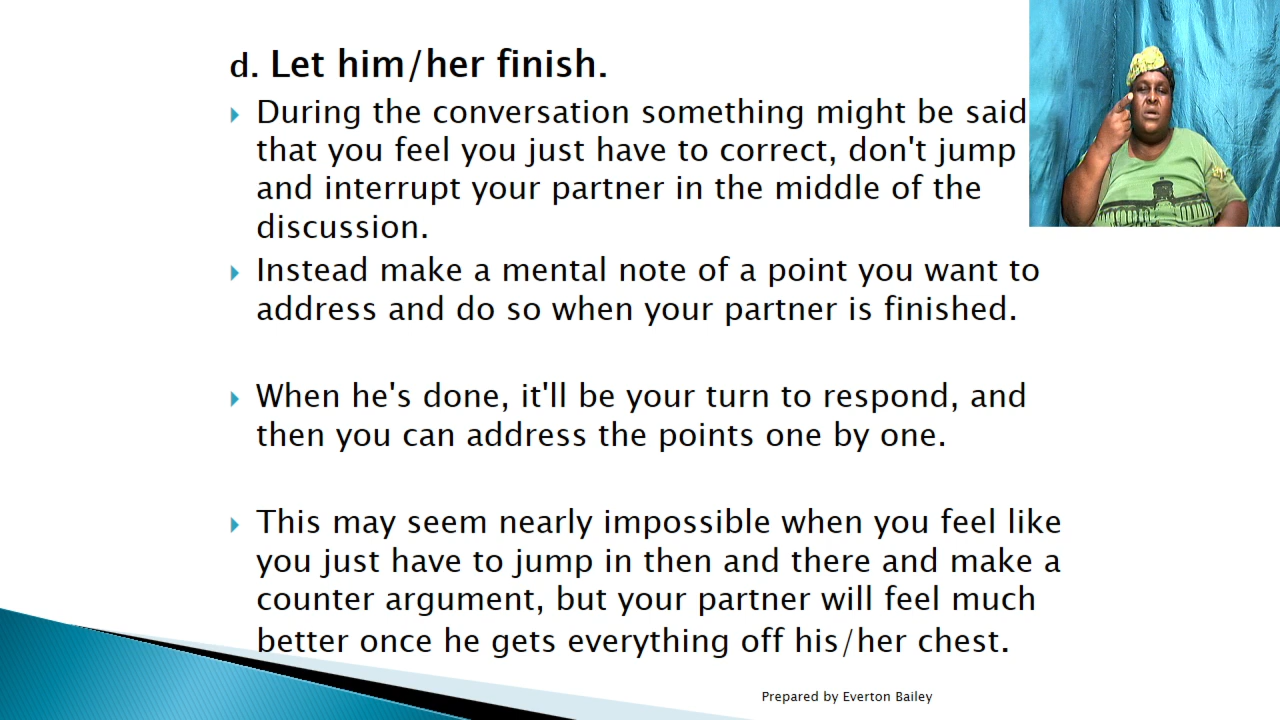 d. Let him/her finish.
During the conversation something might be said
that you feel you just have to correct, don't jump
and interrupt your partner in the middle of the
discussion.
Instead make a mental note of a point you want to
address and do so when your partner is finished.
When he's done, it'll be your turn to respond, and
then you can address the points one by one.
This may seem nearly impossible when you feel like
you just have to jump in then and there and make a
counter argument, but your partner will feel much
better once he gets everything off his/her chest.
Prepared by Everton Bailey